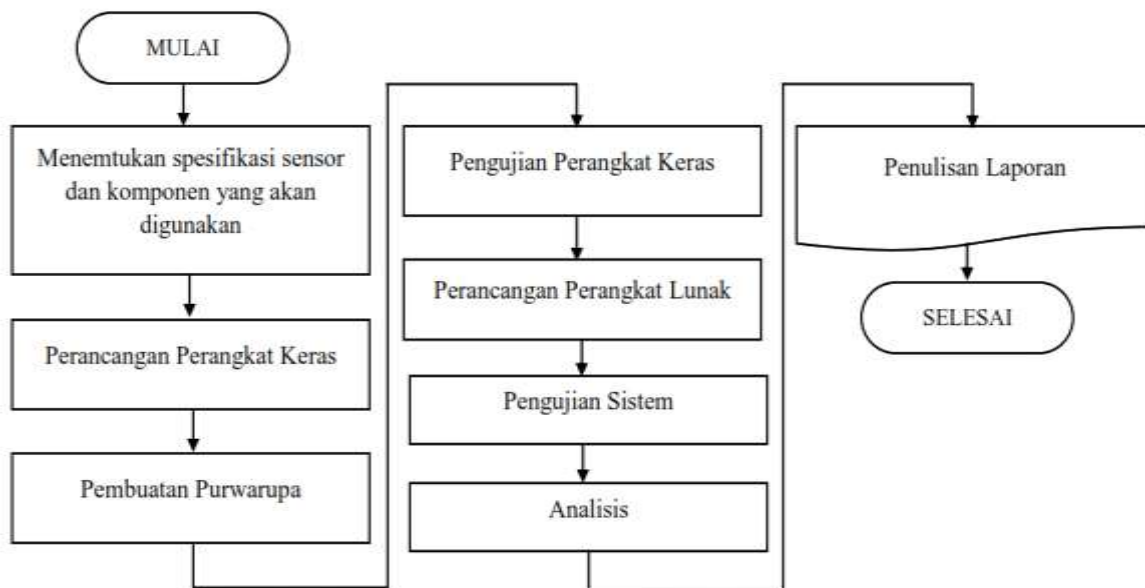 MULAI
Menemtukan spesifikasi sensor
dan komponen yang akan
digunakan
Perancangan Perangkat Keras
Pembuatan Purwarupa
Pengujian Perangkat Keras
Perancangan Perangkat Lunak
Pengujian Sistem
Analisis
Penulisan Laporan
SELESAI